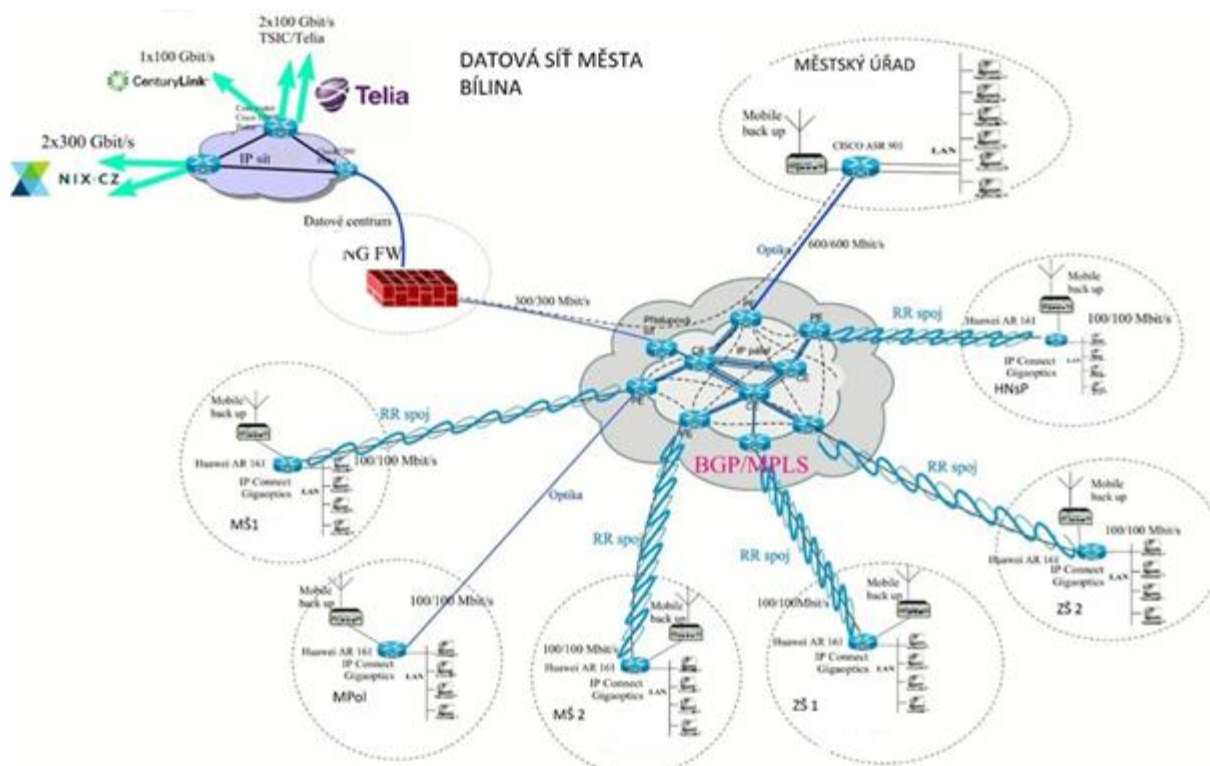 2x100 Gbit/s
TSIC/Telia
1x100 Gbit/s
CenturyLink
Telia
2x300 Gbit/s
NIX·CZ
IP síť
Datové centrum
NG FW
DATOVÁ SÍŤ MĚSTA
BÍLINA
MĚSTSKÝ ÚŘAD
Mobile
back up
CISCO ASR 901
LAN
Optika
600/600 Mbit/s
300/300 Mbit/s
Přístupový
PE
IP páteř
BGP/MPLS
RR spoj
Mobile
back up
Huawei AR 161
100/100 Mbit/s
IP Connect
Gigaoptics
LAN
HNsP
RR spoj
Mobile
back up
100/100 Mbit/s
Huawei AR 161
IP Connect
Gigaoptics
LAN
MŠ1
RR spoj
Mobile
back up
100/100 Mbit/s
Huawei AR 161
IP Connect
Gigaoptics
LAN
ZŠ 2
Optika
Mobile
back up
100/100 Mbit/s
Huawei AR 161
IP Connect
Gigaoptics
LAN
MPol
RR spoj
Mobile
back up
100/100 Mbit/s
Huawei AR 161
IP Connect
Gigaoptics
LAN
MŠ 2
RR spoj
Mobile
back up
100/100Mbit/s
Huawei AR 161
IP Connect
Gigaoptics
LAN
ZŠ 1